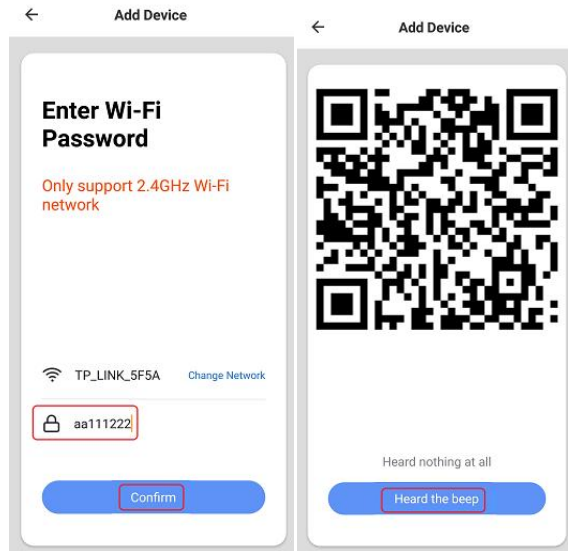 Add Device
Enter Wi-Fi
Password
Only support 2.4GHz Wi-Fi
network
TP_LINK_5F5A Change Network
aa111222
Confirm
Add Device
Heard nothing at all
Heard the beep